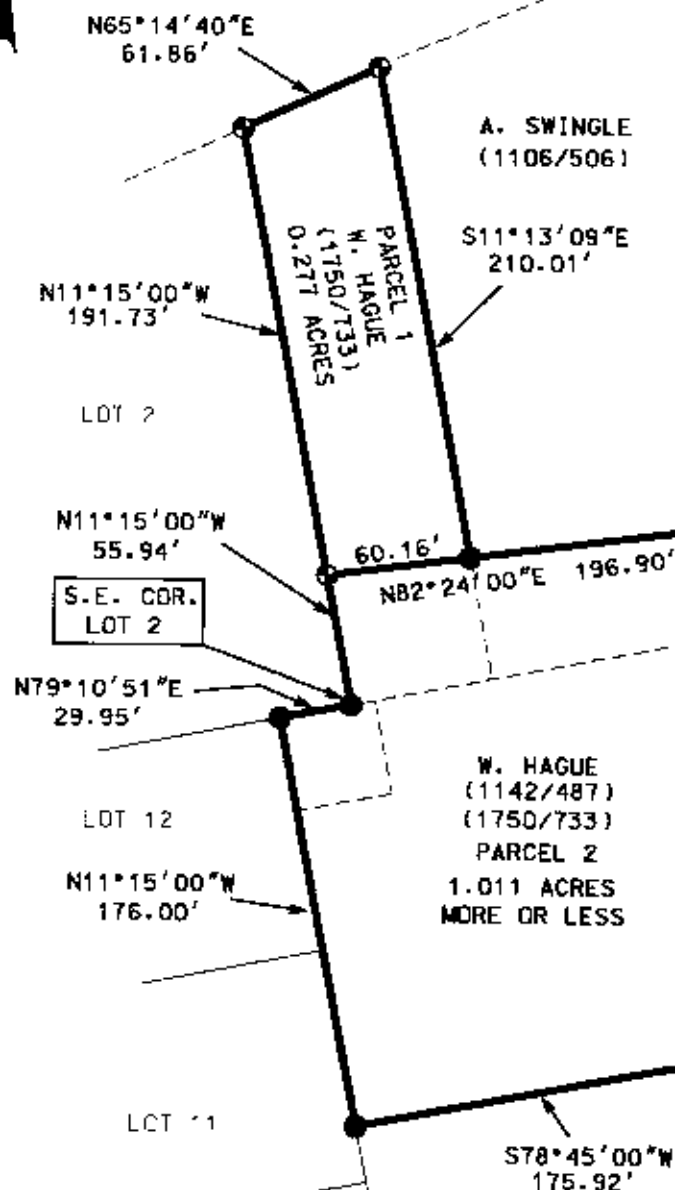 N65°14'40"E
61.86'
A. SWINGLE
(1106/506)
S11°13'09"E
210.01'
PARCEL 1
W. HAGUE
(1750/733)
0.277 ACRES
N11°15'00"W
191.73'
LOT 2
N11°15'00"W
55.94'
60.16'
N82°24'00"E 196.90'
S.E. COR.
LOT 2
N79°10'51"E
29.95'
W. HAGUE
(1142/487)
(1750/733)
PARCEL 2
1.011 ACRES
MORE OR LESS
LOT 12
N11°15'00"W
176.00'
LOT 11
S78°45'00"W
175.92'